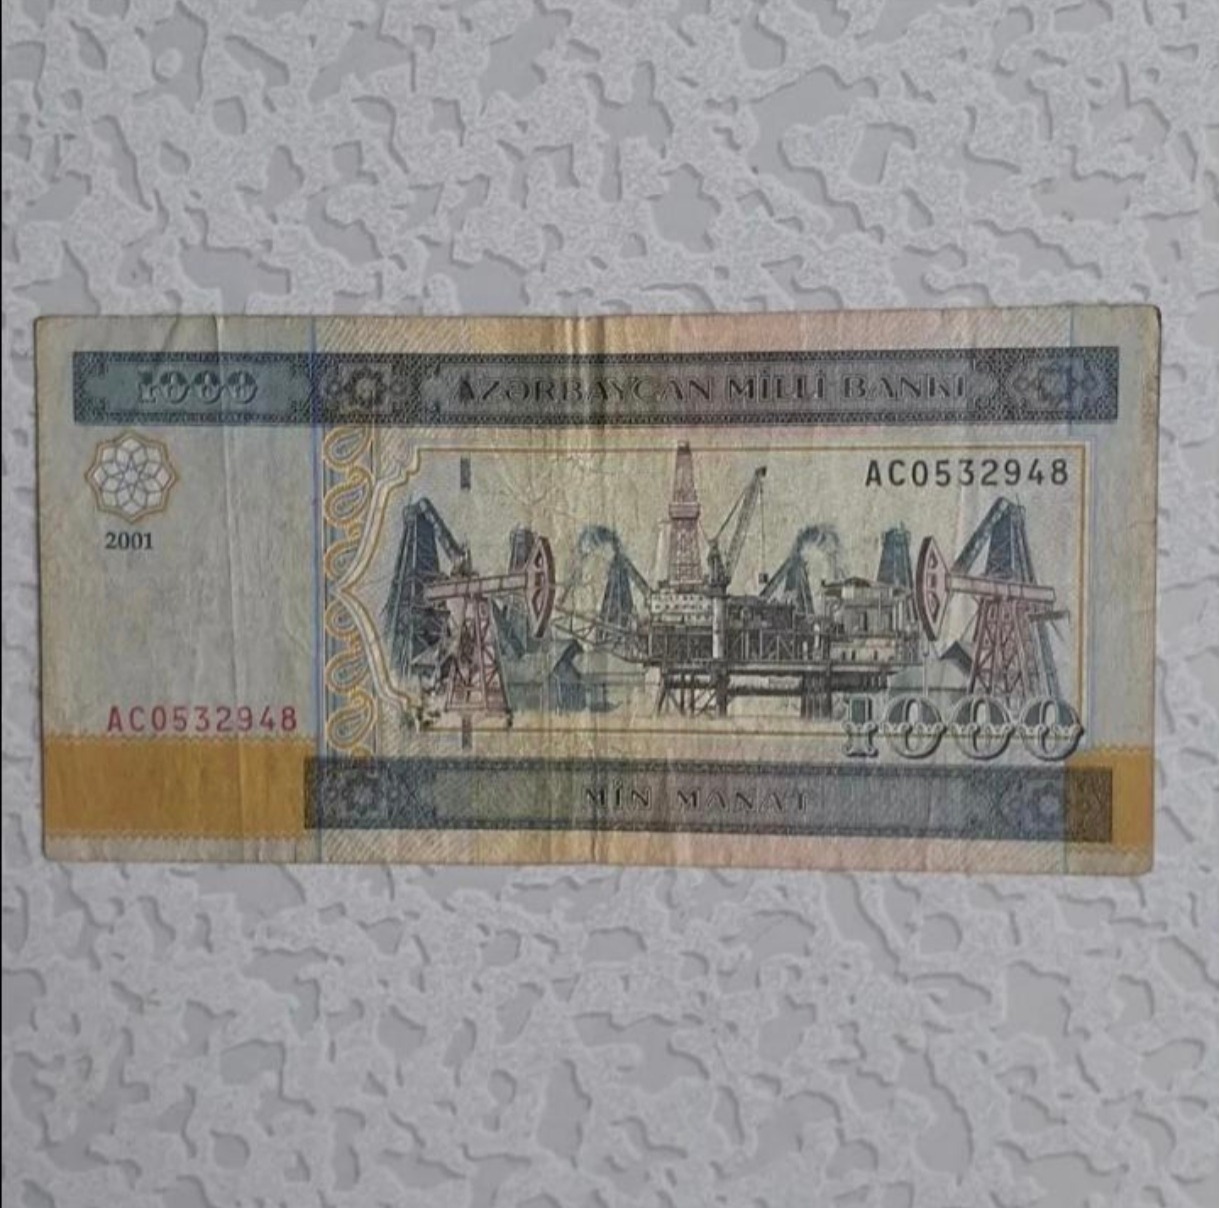 1000 AZƏRBAYCAN MİLLİ BANKI
AC0532948
2001
AC0532948
1000
MİN MANAT